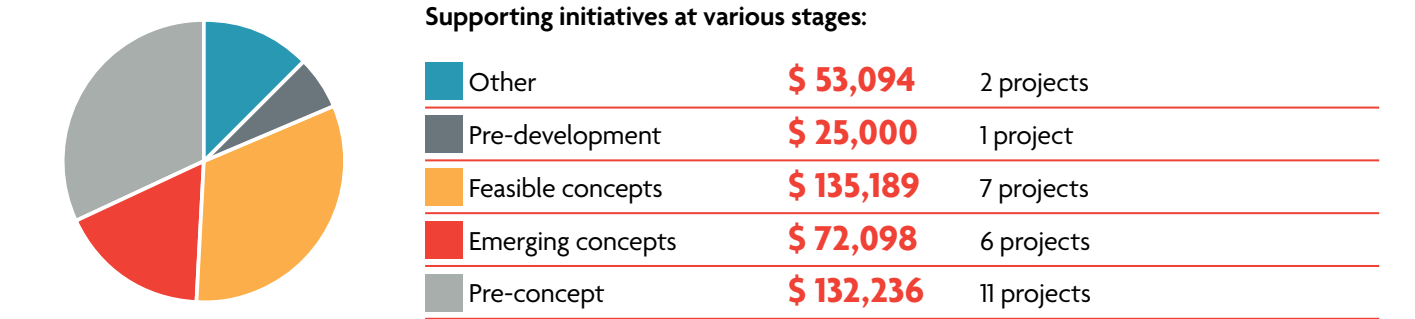 Supporting initiatives at various stages:
Other $ 53,094 2 projects
Pre-development $ 25,000 1 project
Feasible concepts $ 135,189 7 projects
Emerging concepts $ 72,098 6 projects
Pre-concept $ 132,236 11 projects